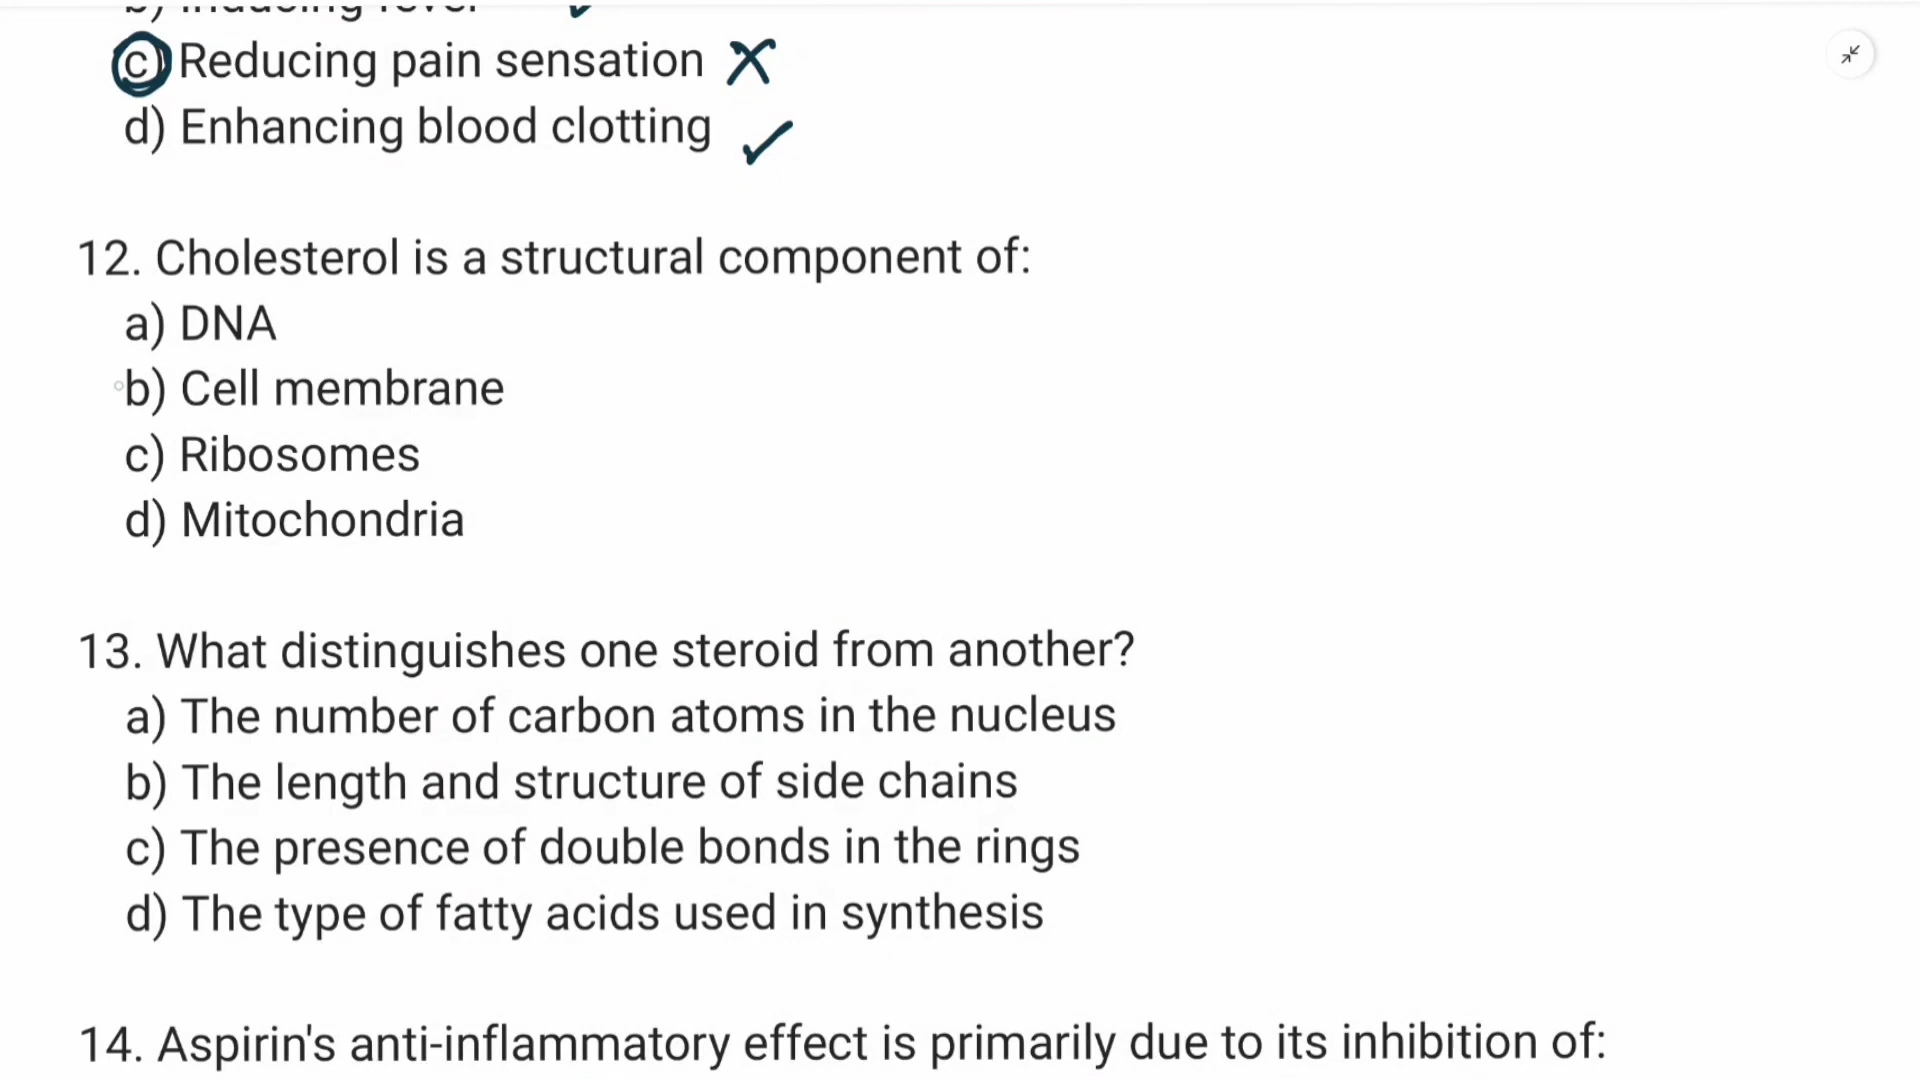 c) Reducing pain sensation
d) Enhancing blood clotting
12. Cholesterol is a structural component of:
a) DNA
b) Cell membrane
c) Ribosomes
d) Mitochondria
13. What distinguishes one steroid from another?
a) The number of carbon atoms in the nucleus
b) The length and structure of side chains
c) The presence of double bonds in the rings
d) The type of fatty acids used in synthesis
14. Aspirin's anti-inflammatory effect is primarily due to its inhibition of: